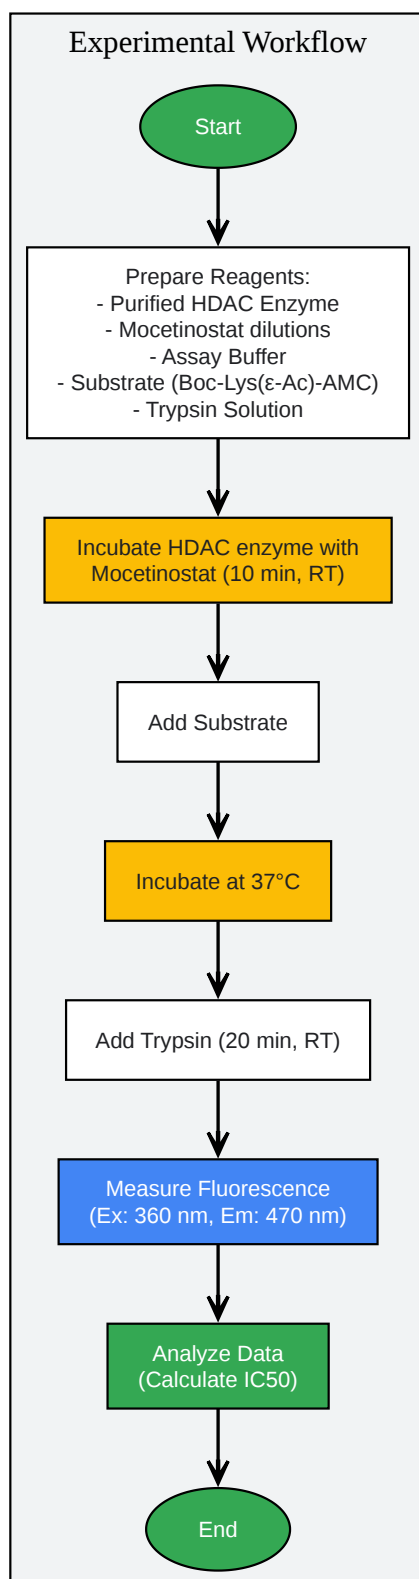 Experimental Workflow
Start
Prepare Reagents:
- Purified HDAC Enzyme
- Mocetinostat dilutions
- Assay Buffer
- Substrate (Boc-Lys(ε-Ac)-AMC)
- Trypsin Solution
Incubate HDAC enzyme with
Mocetinostat (10 min, RT)
Add Substrate
Incubate at 37°C
Add Trypsin (20 min, RT)
Measure Fluorescence
(Ex: 360 nm, Em: 470 nm)
Analyze Data
(Calculate IC50)
End